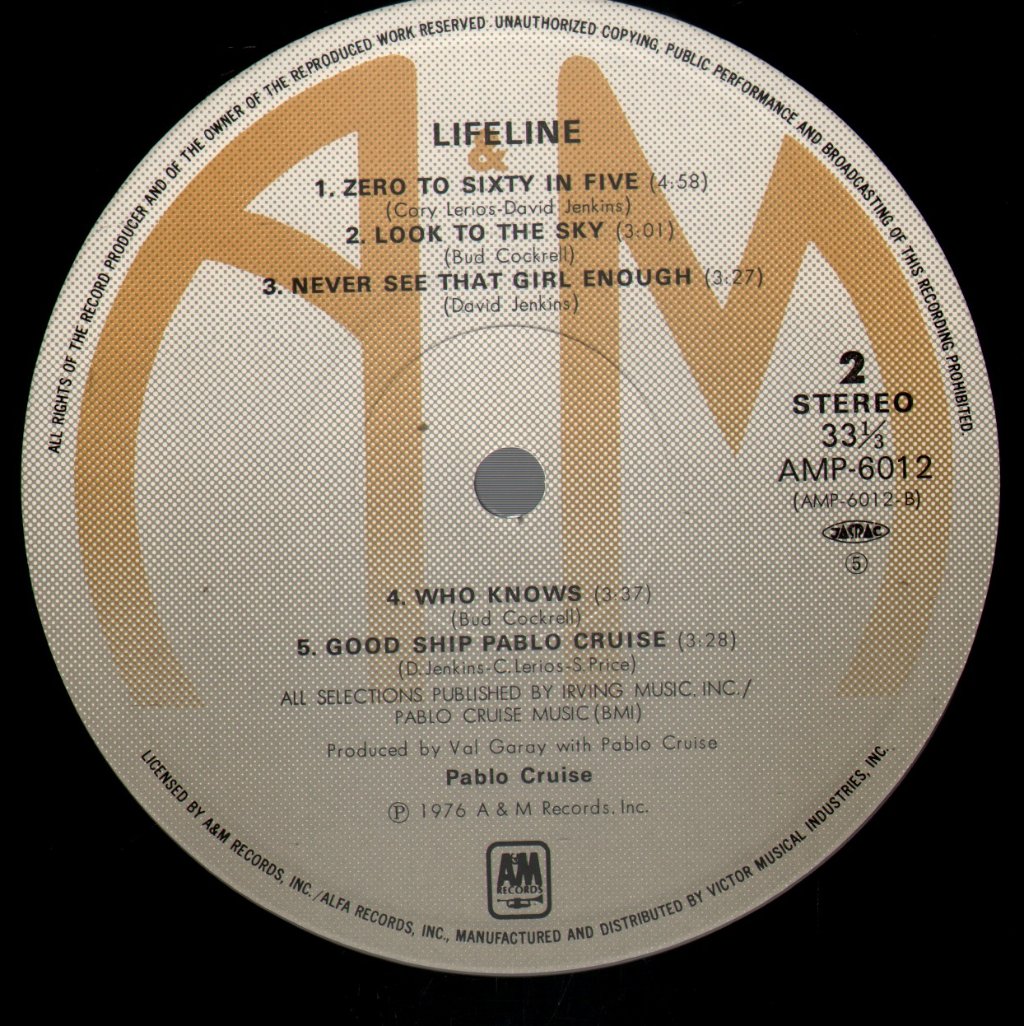 ALL RIGHTS OF THE RECORD PRODUCER AND OF THE OWNER OF THE REPRODUCED WORK RESERVED. UNAUTHORIZED COPYING, PUBLIC PERFORMANCE AND BROADCASTING OF THIS RECORDING PROHIBITED.
A&M
LIFELINE
1. ZERO TO SIXTY IN FIVE (4:58)
(Cory Lerios-David Jenkins)
2. LOOK TO THE SKY (3:01)
(Bud Cockrell)
3. NEVER SEE THAT GIRL ENOUGH (3:27)
(David Jenkins)
2
STEREO
33⅓
AMP-6012
(AMP-6012-B)
JASRAC
⑤
4. WHO KNOWS (3:37)
(Bud Cockrell)
5. GOOD SHIP PABLO CRUISE (3:28)
(D. Jenkins-C. Lerios-S. Price)
ALL SELECTIONS PUBLISHED BY IRVING MUSIC, INC./
PABLO CRUISE MUSIC (BMI)
Produced by Val Garay with Pablo Cruise
Pablo Cruise
Ⓟ 1976 A & M Records, Inc.
A&M
RECORDS
LICENSED BY A&M RECORDS, INC./ALFA RECORDS, INC., MANUFACTURED AND DISTRIBUTED BY VICTOR MUSICAL INDUSTRIES, INC.